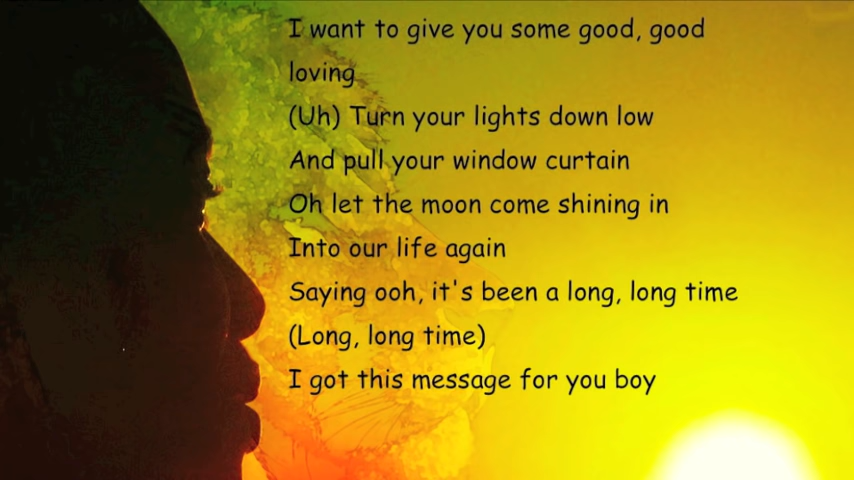 I want to give you some good, good
loving
(Uh) Turn your lights down low
And pull your window curtain
Oh let the moon come shining in
Into our life again
Saying ooh, it's been a long, long time
(Long, long time)
I got this message for you boy